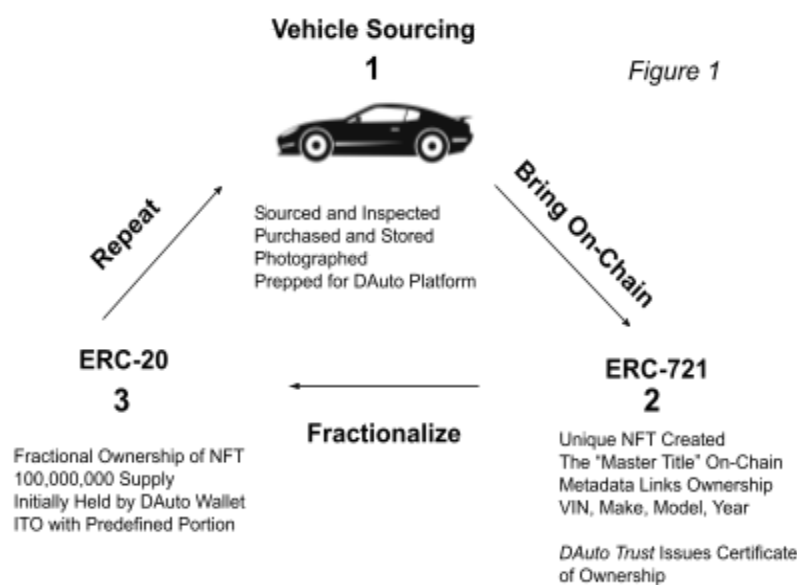 Vehicle Sourcing
1
Figure 1
Sourced and Inspected
Purchased and Stored
Photographed
Prepped for DAuto Platform
Bring On-Chain
ERC-721
2
Unique NFT Created
The “Master Title” On-Chain
Metadata Links Ownership
VIN, Make, Model, Year
DAuto Trust Issues Certificate
of Ownership
Fractionalize
ERC-20
3
Fractional Ownership of NFT
100,000,000 Supply
Initially Held by DAuto Wallet
ITO with Predefined Portion
Repeat